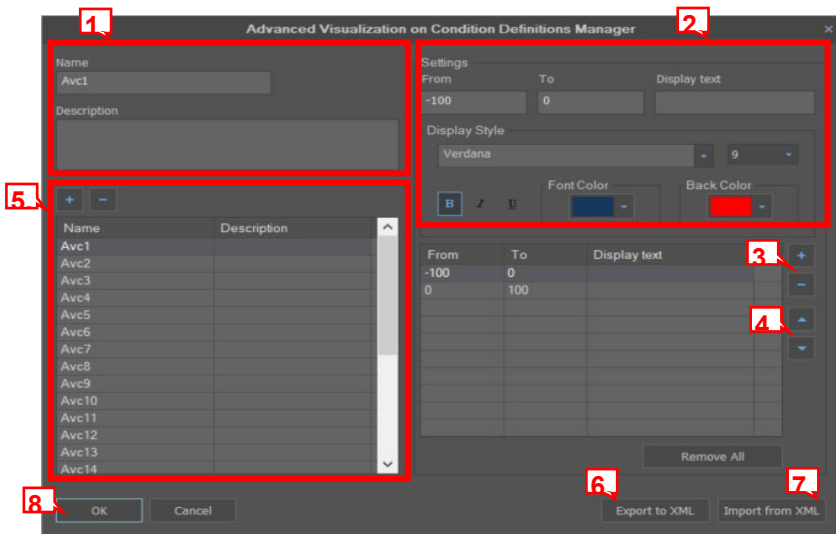 1
Advanced Visualization on Condition Definitions Manager
2
×
Name
Avc1
Description
Settings
From To Display text
-100 0
Display Style
Verdana 9
B I U
Font Color
Back Color
5
+ -
Name Description
Avc1
Avc2
Avc3
Avc4
Avc5
Avc6
Avc7
Avc8
Avc9
Avc10
Avc11
Avc12
Avc13
Avc14
From To Display text
-100 0
0 100
3
+
-
4
Remove All
8
OK Cancel
6
Export to XML
7
Import from XML